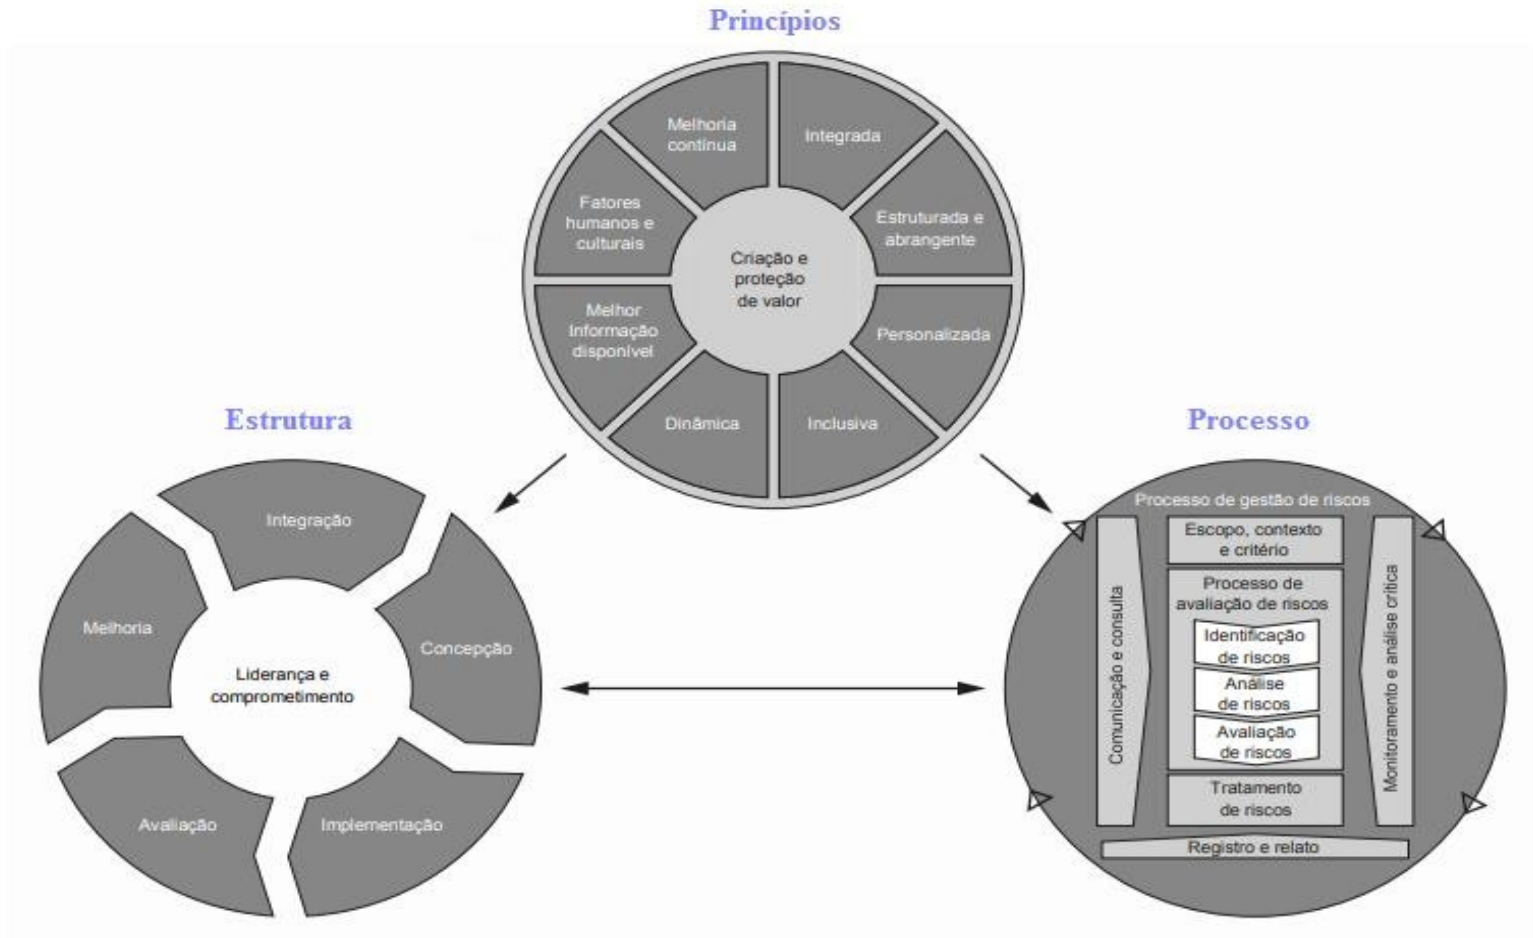 Princípios
Melhoria
contínua
Integrada
Estruturada e
abrangente
Personalizada
Inclusiva
Dinâmica
Melhor
Informação
disponível
Fatores
humanos e
culturais
Criação e
proteção
de valor
Estrutura
Integração
Concepção
Implementação
Avaliação
Melhoria
Liderança e
comprometimento
Processo
Processo de gestão de riscos
Escopo, contexto
e critério
Processo de
avaliação de riscos
Identificação
de riscos
Análise
de riscos
Avaliação
de riscos
Tratamento
de riscos
Comunicação e consulta
Monitoramento e análise crítica
Registro e relato